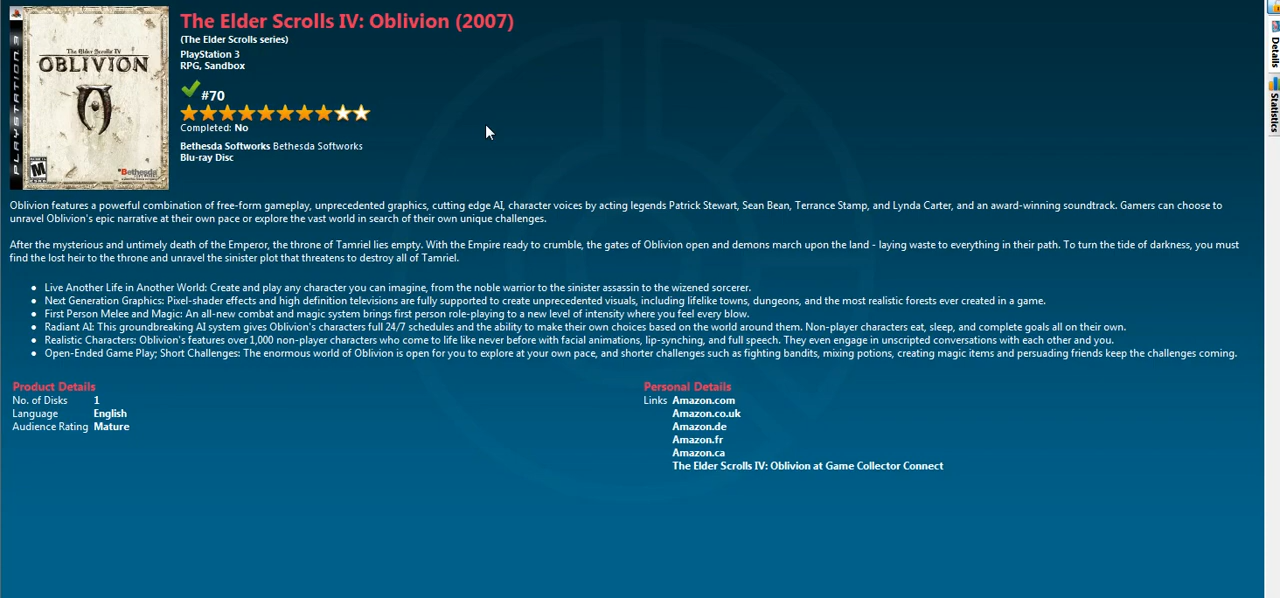 The Elder Scrolls IV: Oblivion (2007)
(The Elder Scrolls series)
PlayStation 3
RPG, Sandbox
#70
Completed: No
Bethesda Softworks Bethesda Softworks
Blu-ray Disc
PLAYSTATION 3
The Elder Scrolls IV
OBLIVION
M
Bethesda
Oblivion features a powerful combination of free-form gameplay, unprecedented graphics, cutting edge AI, character voices by acting legends Patrick Stewart, Sean Bean, Terrance Stamp, and Lynda Carter, and an award-winning soundtrack. Gamers can choose to
unravel Oblivion's epic narrative at their own pace or explore the vast world in search of their own unique challenges.
After the mysterious and untimely death of the Emperor, the throne of Tamriel lies empty. With the Empire ready to crumble, the gates of Oblivion open and demons march upon the land - laying waste to everything in their path. To turn the tide of darkness, you must
find the lost heir to the throne and unravel the sinister plot that threatens to destroy all of Tamriel.
• Live Another Life in Another World: Create and play any character you can imagine, from the noble warrior to the sinister assassin to the wizened sorcerer.
• Next Generation Graphics: Pixel-shader effects and high definition televisions are fully supported to create unprecedented visuals, including lifelike towns, dungeons, and the most realistic forests ever created in a game.
• First Person Melee and Magic: An all-new combat and magic system brings first person role-playing to a new level of intensity where you feel every blow.
• Radiant AI: This groundbreaking AI system gives Oblivion's characters full 24/7 schedules and the ability to make their own choices based on the world around them. Non-player characters eat, sleep, and complete goals all on their own.
• Realistic Characters: Oblivion's features over 1,000 non-player characters who come to life like never before with facial animations, lip-synching, and full speech. They even engage in unscripted conversations with each other and you.
• Open-Ended Game Play; Short Challenges: The enormous world of Oblivion is open for you to explore at your own pace, and shorter challenges such as fighting bandits, mixing potions, creating magic items and persuading friends keep the challenges coming.
Product Details
No. of Disks 1
Language English
Audience Rating Mature
Personal Details
Links Amazon.com
Amazon.co.uk
Amazon.de
Amazon.fr
Amazon.ca
The Elder Scrolls IV: Oblivion at Game Collector Connect
Details
Statistics